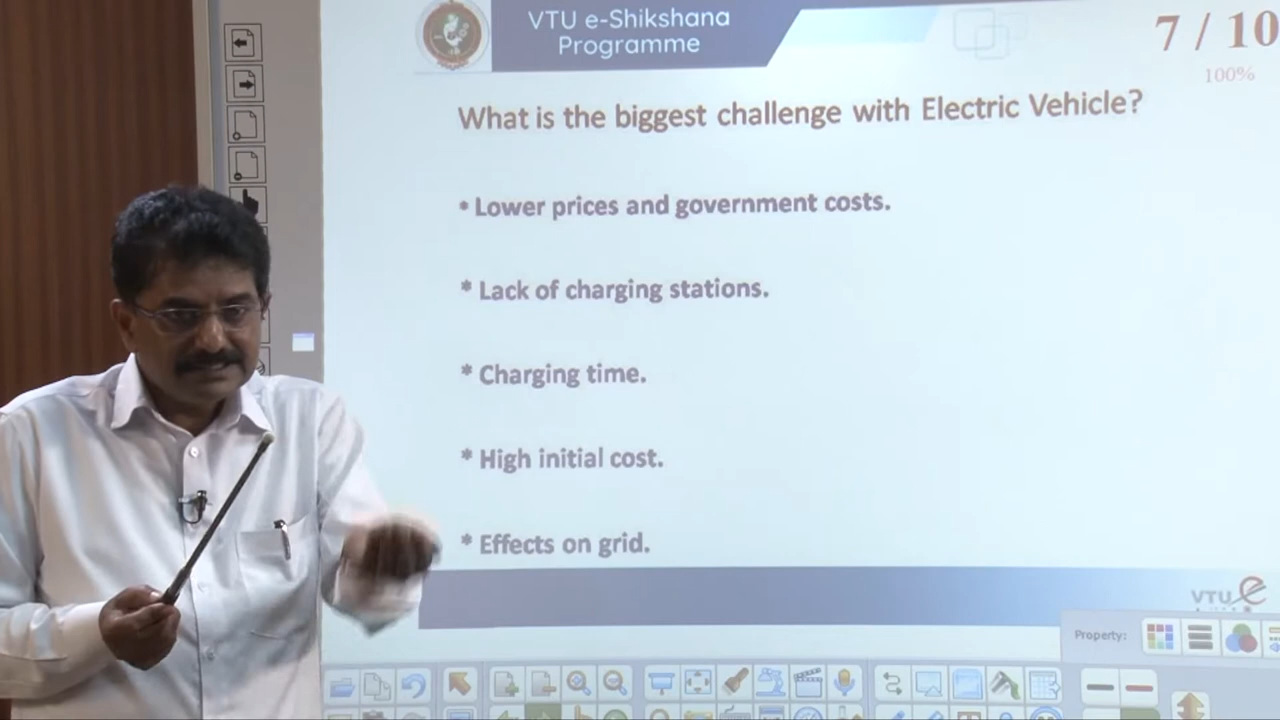 VTU e-Shikshana
Programme
7 / 10
100%
What is the biggest challenge with Electric Vehicle?
* Lower prices and government costs.
* Lack of charging stations.
* Charging time.
* High initial cost.
* Effects on grid.
VTU e
Property: